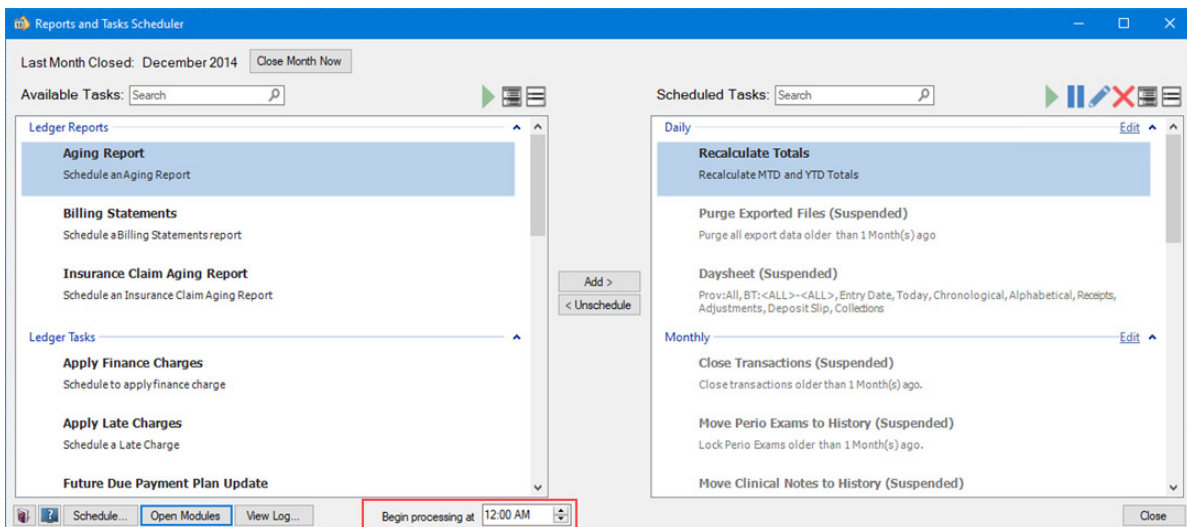 Reports and Tasks Scheduler
Last Month Closed: December 2014 Close Month Now
Available Tasks: Search
Ledger Reports
Aging Report
Schedule an Aging Report
Billing Statements
Schedule a Billing Statements report
Insurance Claim Aging Report
Schedule an Insurance Claim Aging Report
Ledger Tasks
Apply Finance Charges
Schedule to apply finance charge
Apply Late Charges
Schedule a Late Charge
Future Due Payment Plan Update
Add >
< Unschedule
Scheduled Tasks: Search
Daily Edit
Recalculate Totals
Recalculate MTD and YTD Totals
Purge Exported Files (Suspended)
Purge all export data older than 1 Month(s) ago
Daysheet (Suspended)
Prov:All, BT:<ALL>-<ALL>, Entry Date, Today, Chronological, Alphabetical, Receipts,
Adjustments, Deposit Slip, Collections
Monthly Edit
Close Transactions (Suspended)
Close transactions older than 1 Month(s) ago.
Move Perio Exams to History (Suspended)
Lock Perio Exams older than 1 Month(s) ago.
Move Clinical Notes to History (Suspended)
Schedule... Open Modules View Log... Begin processing at 12:00 AM Close